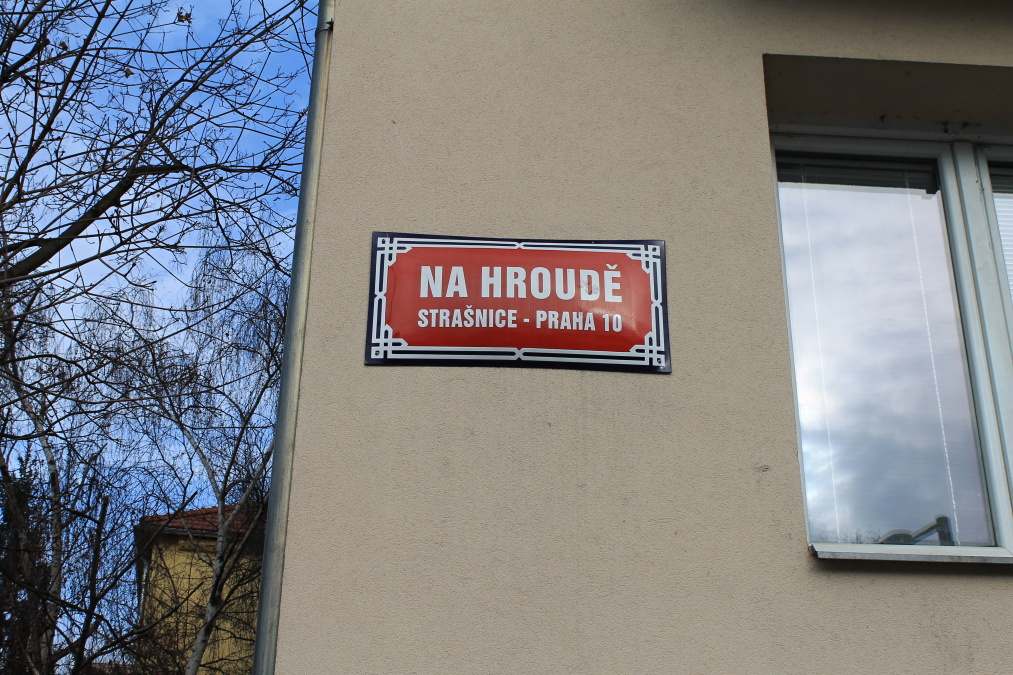 NA HROUDĚ
STRAŠNICE - PRAHA 10